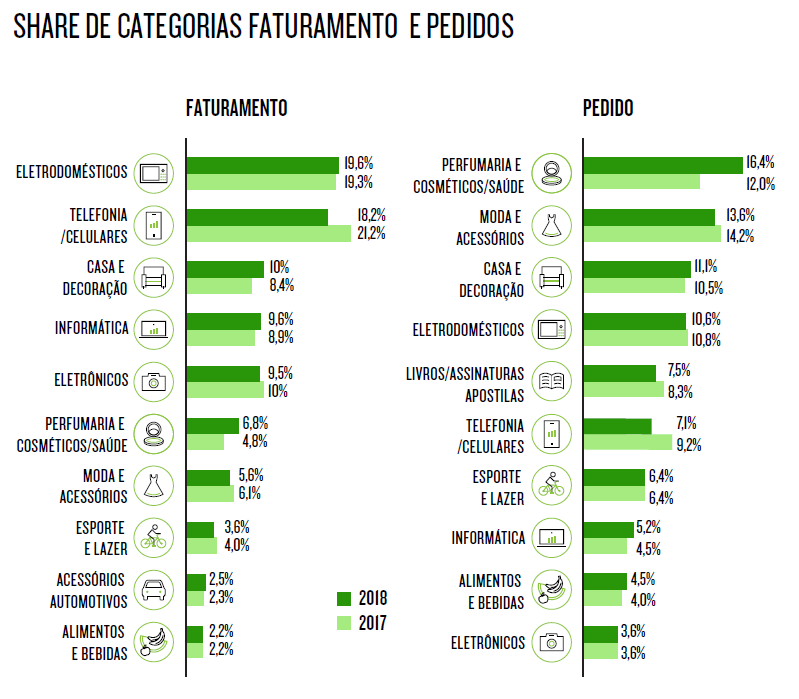 SHARE DE CATEGORIAS FATURAMENTO E PEDIDOS
FATURAMENTO
ELETRODOMÉSTICOS
19,6%
19,3%
TELEFONIA
/CELULARES
18,2%
21,2%
CASA E
DECORAÇÃO
10%
8,4%
INFORMÁTICA
9,6%
8,9%
ELETRÔNICOS
9,5%
10%
PERFUMARIA E
COSMÉTICOS/SAÚDE
6,8%
4,8%
MODA E
ACESSÓRIOS
5,6%
6,1%
ESPORTE
E LAZER
3,6%
4,0%
ACESSÓRIOS
AUTOMOTIVOS
2,5%
2,3%
ALIMENTOS
E BEBIDAS
2,2%
2,2%
2018
2017
PEDIDO
PERFUMARIA E
COSMÉTICOS/SAÚDE
16,4%
12,0%
MODA E
ACESSÓRIOS
13,6%
14,2%
CASA E
DECORAÇÃO
11,1%
10,5%
ELETRODOMÉSTICOS
10,6%
10,8%
LIVROS/ASSINATURAS
APOSTILAS
7,5%
8,3%
TELEFONIA
/CELULARES
7,1%
9,2%
ESPORTE
E LAZER
6,4%
6,4%
INFORMÁTICA
5,2%
4,5%
ALIMENTOS
E BEBIDAS
4,5%
4,0%
ELETRÔNICOS
3,6%
3,6%